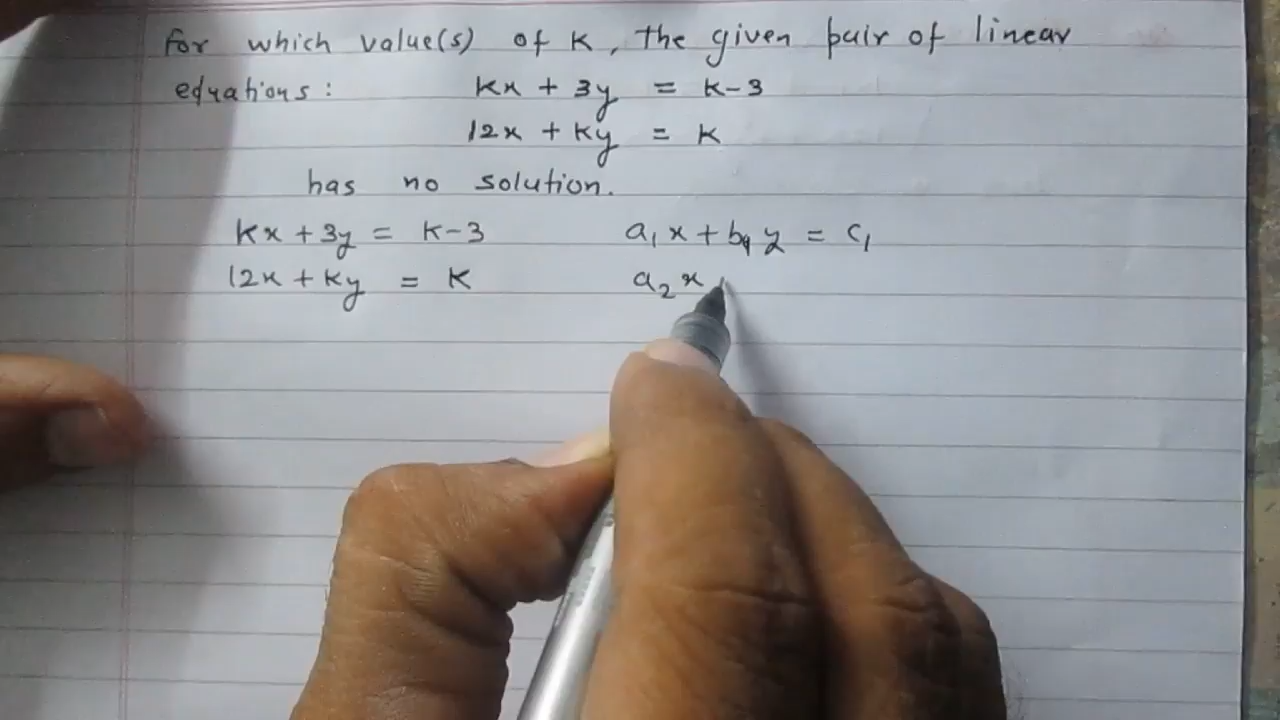 For which value(s) of K, the given pair of linear
equations: Kx + 3y = K-3
12x + Ky = K
has no solution.
Kx + 3y = K-3 a₁x + b₁y = c₁
12x + Ky = K a₂x